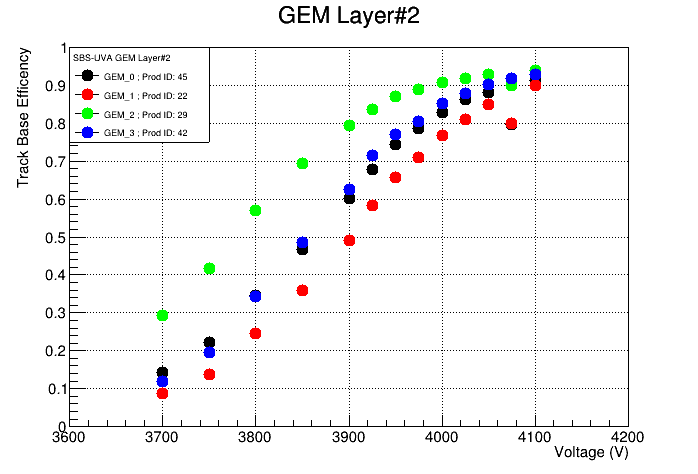 GEM Layer#2
Track Base Efficency
1
0.9
0.8
0.7
0.6
0.5
0.4
0.3
0.2
0.1
0
SBS-UVA GEM Layer#2
GEM_0 ; Prod ID: 45
GEM_1 ; Prod ID: 22
GEM_2 ; Prod ID: 29
GEM_3 ; Prod ID: 42
3600 3700 3800 3900 4000 4100 4200
Voltage (V)